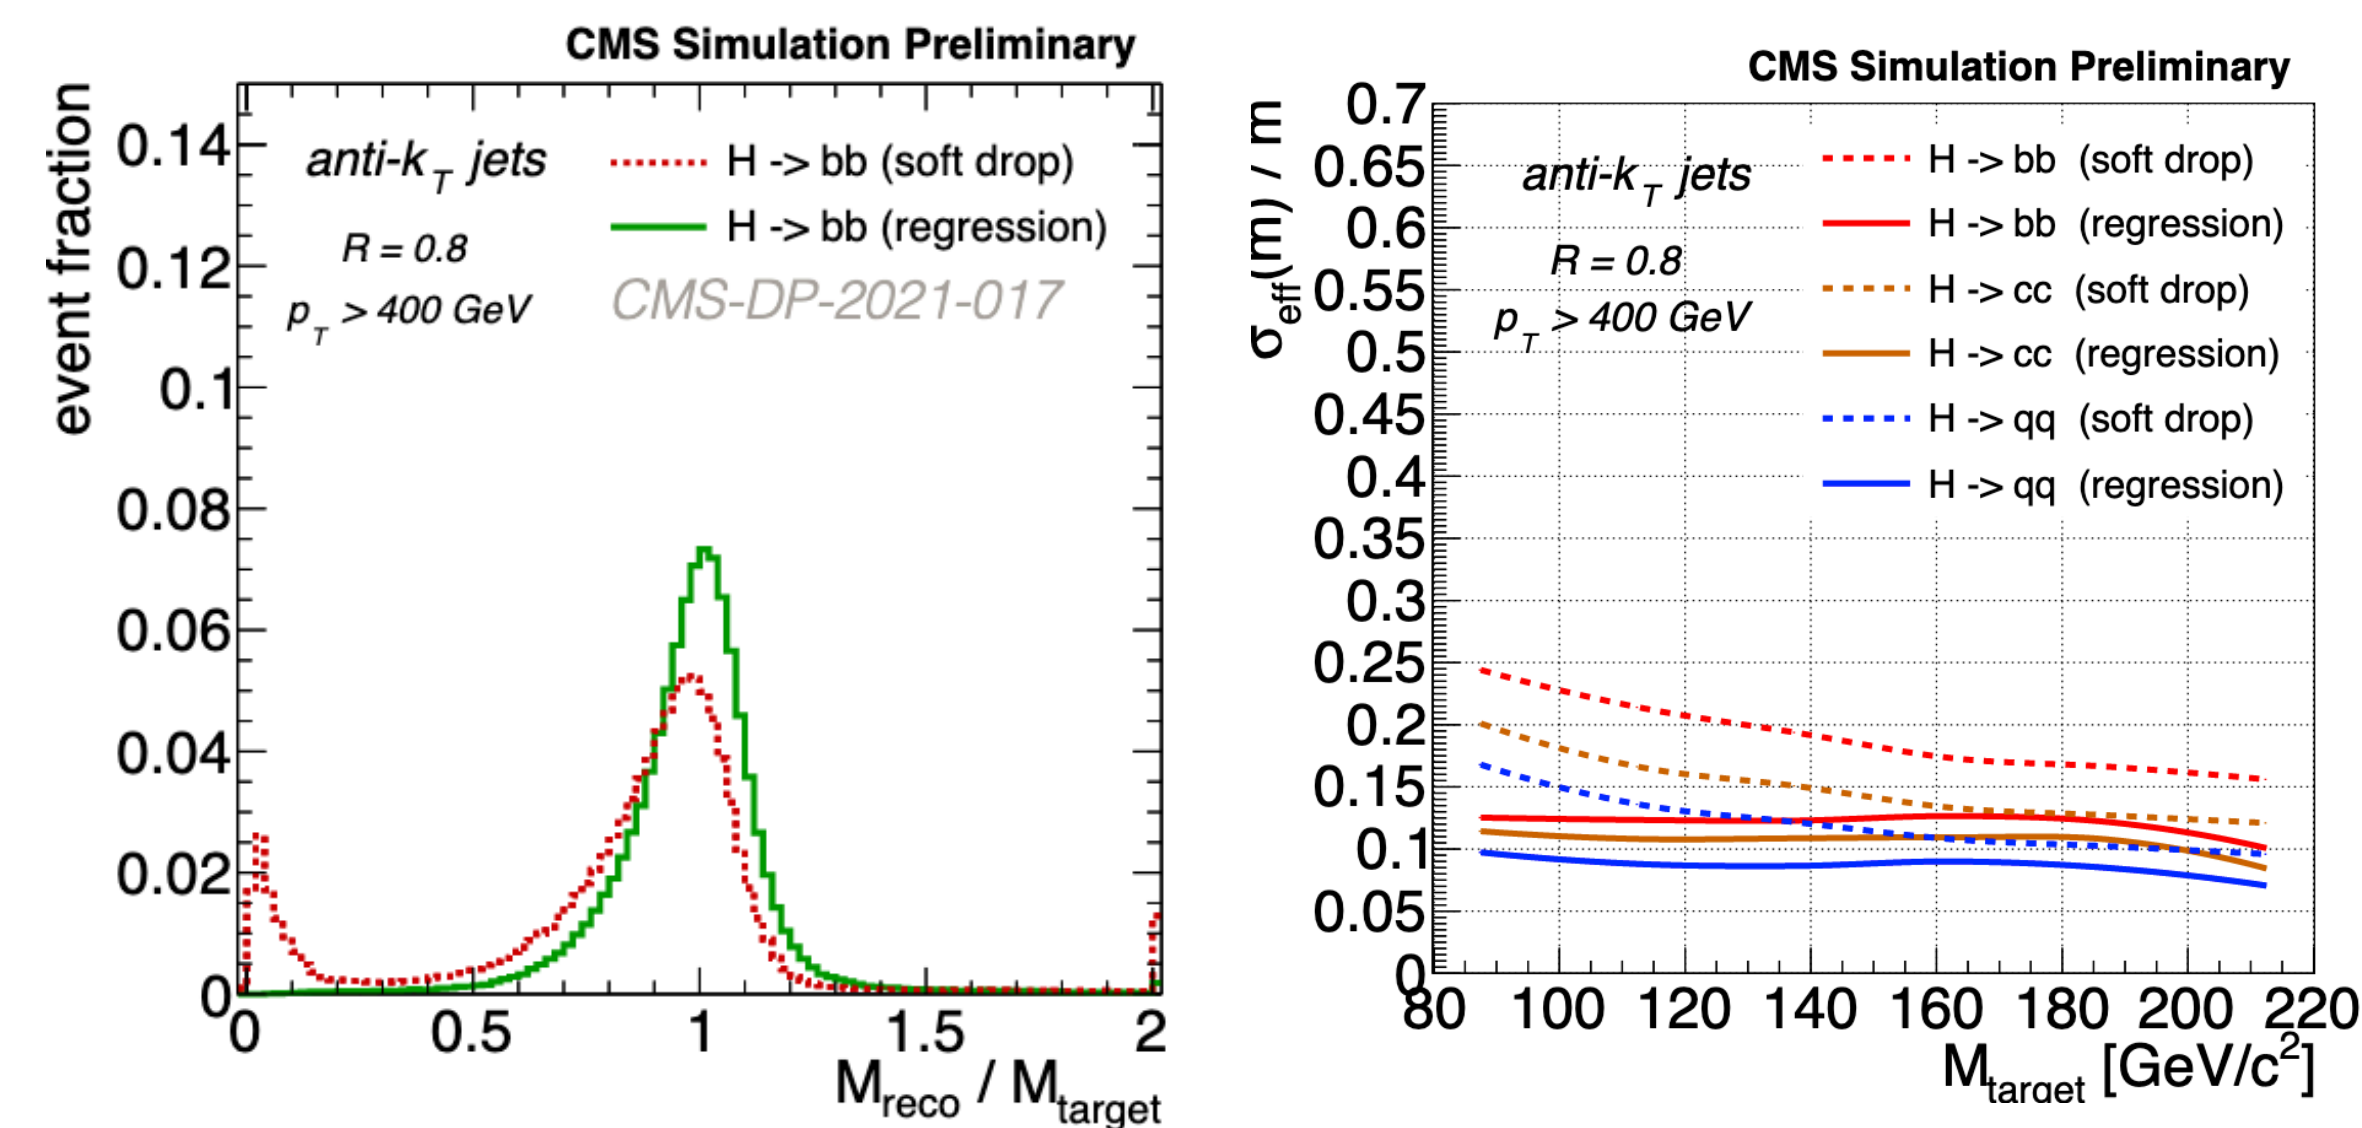 CMS Simulation Preliminary
event fraction
0.14
0.12
0.1
0.08
0.06
0.04
0.02
0
anti-k_T jets
R = 0.8
p_T > 400 GeV
H -> bb (soft drop)
H -> bb (regression)
CMS-DP-2021-017
0 0.5 1 1.5 2
M_reco / M_target
CMS Simulation Preliminary
σ_eff(m) / m
0.7
0.65
0.6
0.55
0.5
0.45
0.4
0.35
0.3
0.25
0.2
0.15
0.1
0.05
0
anti-k_T jets
R = 0.8
p_T > 400 GeV
H -> bb (soft drop)
H -> bb (regression)
H -> cc (soft drop)
H -> cc (regression)
H -> qq (soft drop)
H -> qq (regression)
80 100 120 140 160 180 200 220
M_target [GeV/c²]